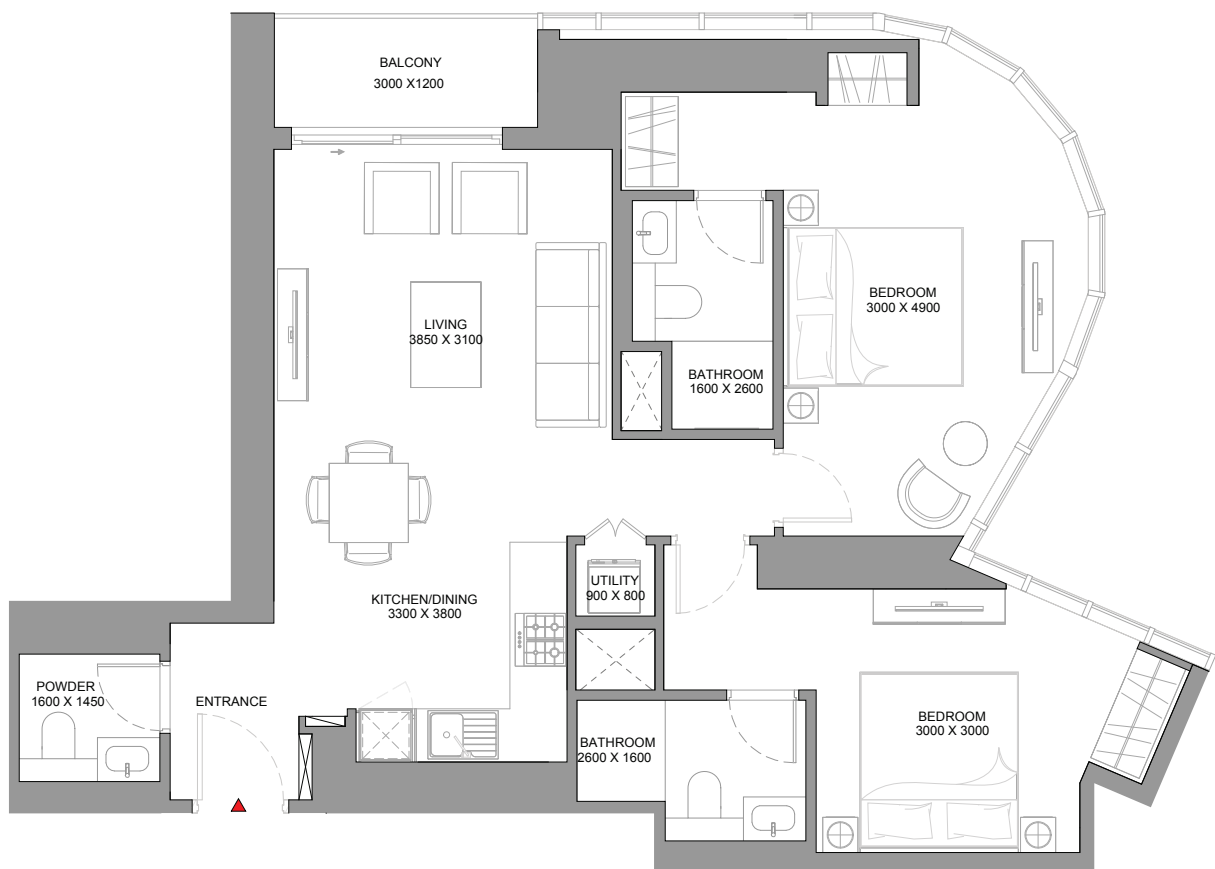 BALCONY
3000 X1200
BEDROOM
3000 X 4900
LIVING
3850 X 3100
BATHROOM
1600 X 2600
UTILITY
900 X 800
KITCHEN/DINING
3300 X 3800
POWDER
1600 X 1450
ENTRANCE
BATHROOM
2600 X 1600
BEDROOM
3000 X 3000